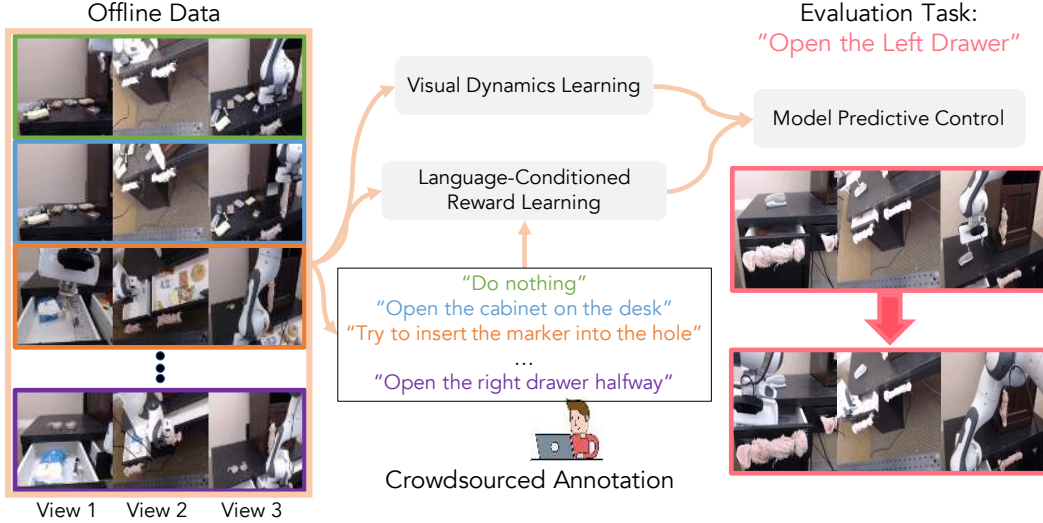 Offline Data
Evaluation Task:
“Open the Left Drawer”
Visual Dynamics Learning
Model Predictive Control
Language-Conditioned
Reward Learning
“Do nothing”
“Open the cabinet on the desk”
“Try to insert the marker into the hole”
...
“Open the right drawer halfway”
Crowdsourced Annotation
View 1 View 2 View 3